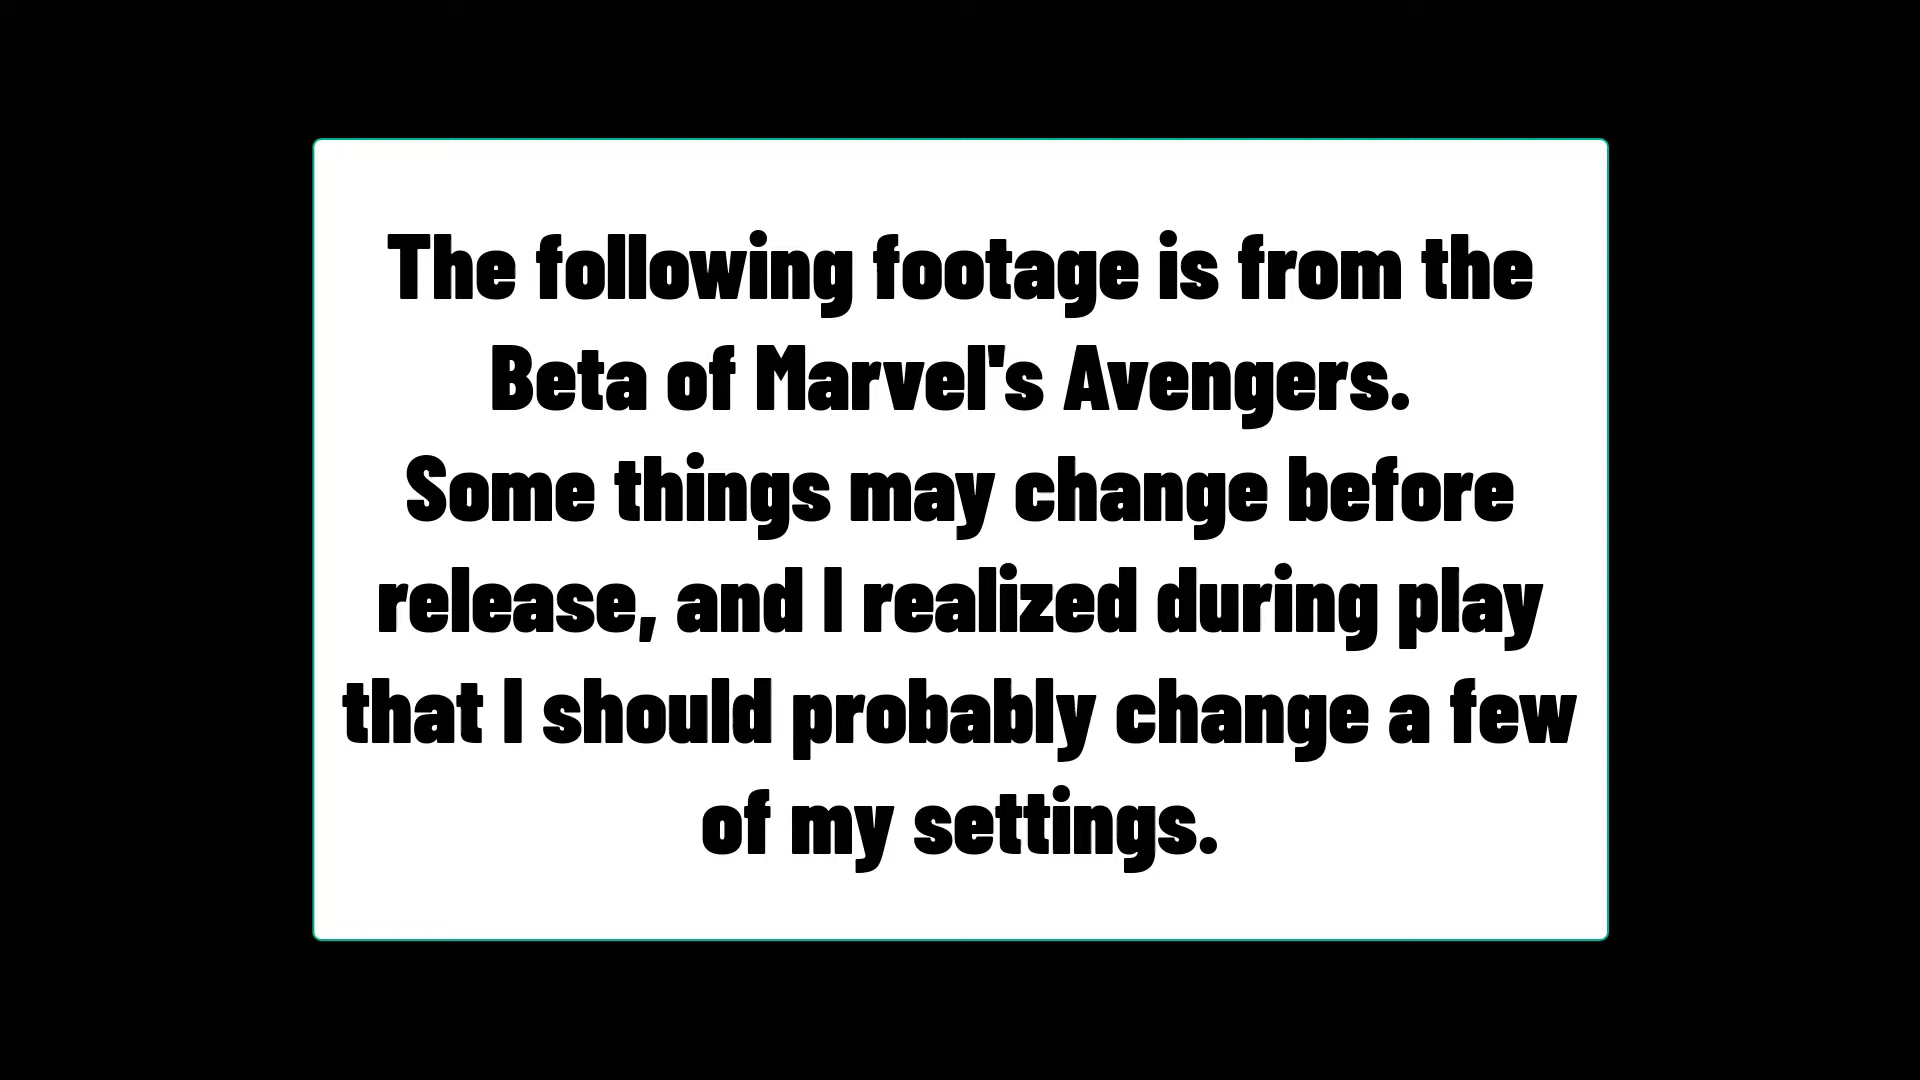 The following footage is from the
Beta of Marvel's Avengers.
Some things may change before
release, and I realized during play
that I should probably change a few
of my settings.